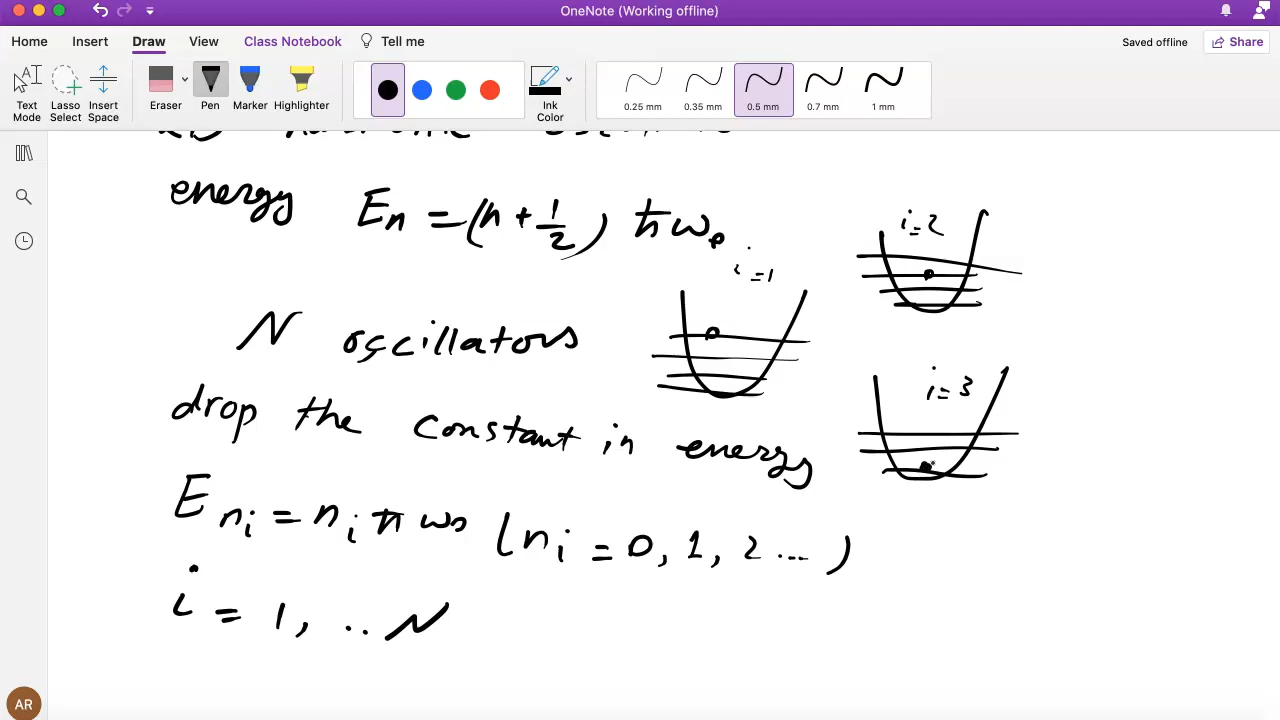 OneNote (Working offline)
Home Insert Draw View Class Notebook Tell me
Saved offline
Share
Text Mode
Lasso Select
Insert Space
Eraser
Pen
Marker
Highlighter
Ink Color
0.25 mm
0.35 mm
0.5 mm
0.7 mm
1 mm
energy Eₙ = (n + 1/2) ħω₀
i=1
i=2
N oscillators
i=3
drop the constant in energy
E nᵢ = nᵢ ħ ω₀ (nᵢ = 0, 1, 2 ...)
i = 1, .. N
AR